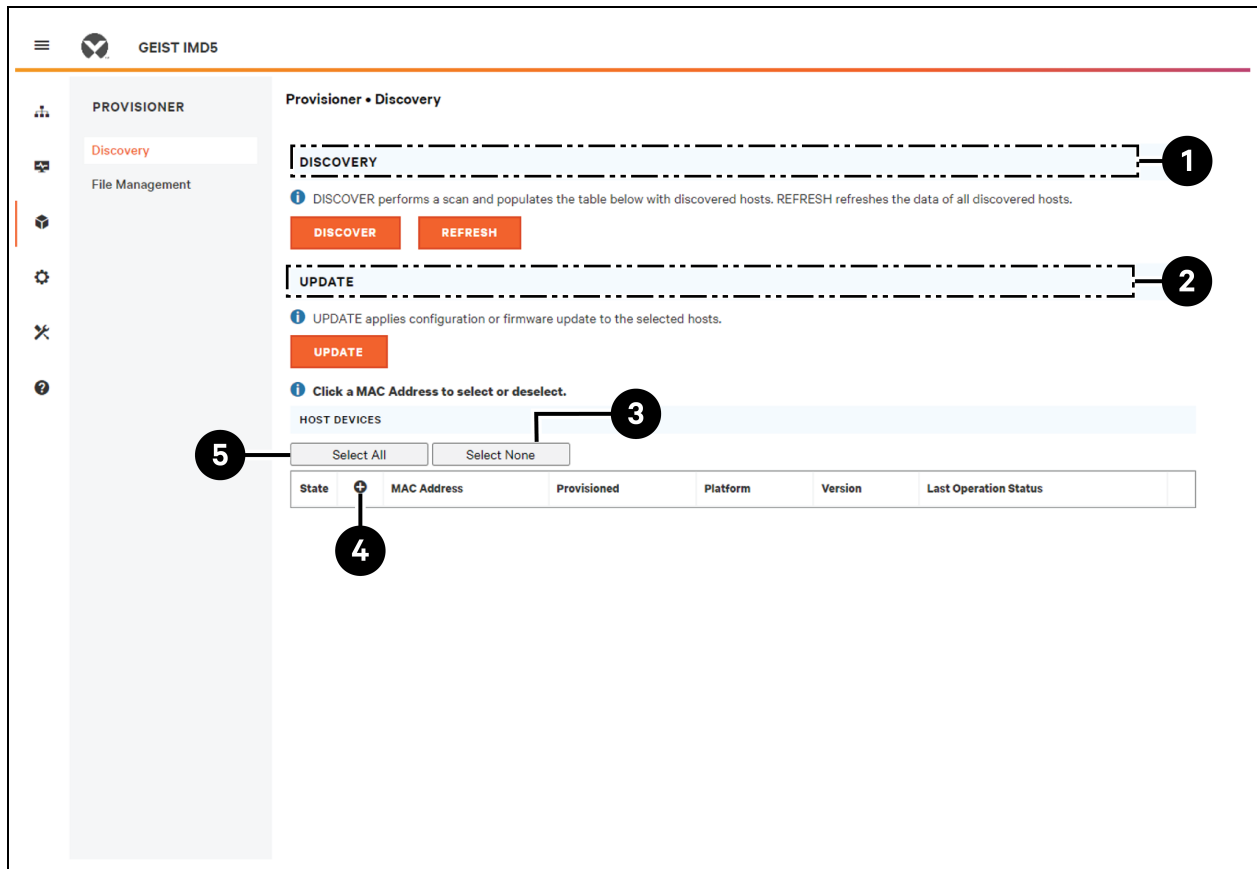 GEIST IMD5
PROVISIONER
Discovery
File Management
Provisioner • Discovery
DISCOVERY
1
DISCOVER performs a scan and populates the table below with discovered hosts. REFRESH refreshes the data of all discovered hosts.
DISCOVER REFRESH
UPDATE
2
UPDATE applies configuration or firmware update to the selected hosts.
UPDATE
Click a MAC Address to select or deselect.
HOST DEVICES
3
5
Select All Select None
State MAC Address Provisioned Platform Version Last Operation Status
4